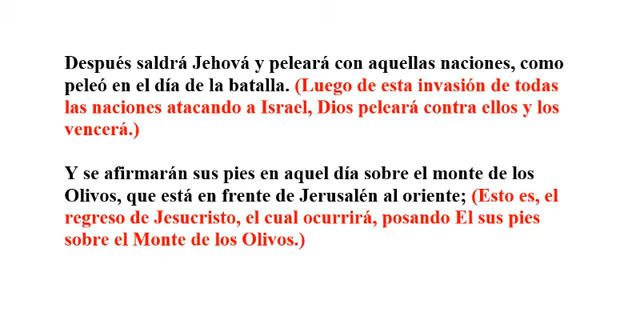 Después saldrá Jehová y peleará con aquellas naciones, como
peleó en el día de la batalla. (Luego de esta invasión de todas
las naciones atacando a Israel, Dios peleará contra ellos y los
vencerá.)
Y se afirmarán sus pies en aquel día sobre el monte de los
Olivos, que está en frente de Jerusalén al oriente; (Esto es, el
regreso de Jesucristo, el cual ocurrirá, posando El sus pies
sobre el Monte de los Olivos.)